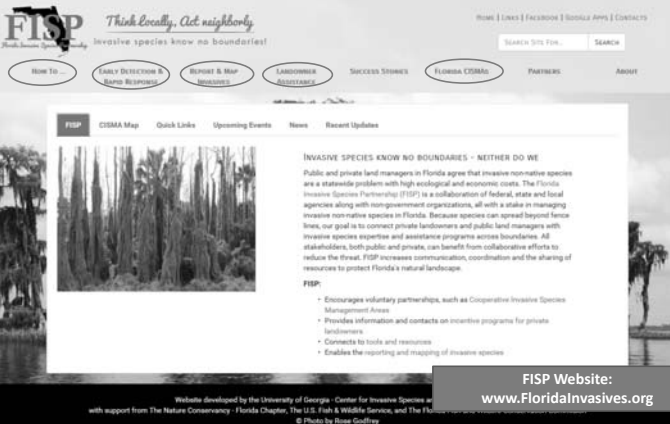 FISP
Florida Invasive Species Partnership
Think Locally, Act neighborly
Invasive species know no boundaries!
Home | Links | Facebook | Google Apps | Contacts
Search Site For...
Search
How To ...
Early Detection &
Rapid Response
Report & Map
Invasives
Landowner
Assistance
Success Stories
Florida CISMAs
Partners
About
FISP
CISMA Map
Quick Links
Upcoming Events
News
Recent Updates
Invasive species know no boundaries - neither do we
Public and private land managers in Florida agree that invasive non-native species
are a statewide problem with high ecological and economic costs. The Florida
Invasive Species Partnership (FISP) is a collaboration of federal, state and local
agencies along with non-government organizations, all with a stake in managing
invasive non-native species in Florida. Because species can spread beyond fence
lines, our goal is to connect private landowners and public land managers with
invasive species expertise and assistance programs across boundaries. All
stakeholders, both public and private, can benefit from collaborative efforts to
reduce the threat. FISP increases communication, coordination and the sharing of
resources to protect Florida's natural landscape.
FISP:
• Encourages voluntary partnerships, such as Cooperative Invasive Species
Management Areas
• Provides information and contacts on incentive programs for private
landowners
• Connects to tools and resources
• Enables the reporting and mapping of invasive species
FISP Website:
www.FloridaInvasives.org
Website developed by the University of Georgia - Center for Invasive Species
with support from The Nature Conservancy - Florida Chapter, The U.S. Fish & Wildlife Service, and The
© Photo by Rose Godfrey